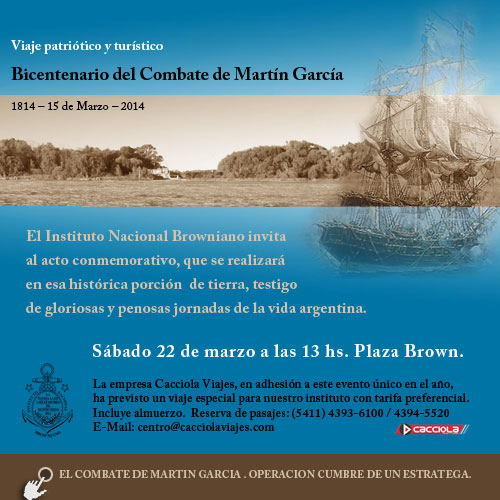 Viaje patriótico y turístico
Bicentenario del Combate de Martín García
1814 – 15 de Marzo – 2014
El Instituto Nacional Browniano invita
al acto conmemorativo, que se realizará
en esa histórica porción de tierra, testigo
de gloriosas y penosas jornadas de la vida argentina.
Sábado 22 de marzo a las 13 hs. Plaza Brown.
La empresa Cacciola Viajes, en adhesión a este evento único en el año,
ha previsto un viaje especial para nuestro instituto con tarifa preferencial.
Incluye almuerzo. Reserva de pasajes: (5411) 4393-6100 / 4394-5520
E-Mail: centro@cacciolaviajes.com
CACCIOLA
EL COMBATE DE MARTIN GARCIA . OPERACION CUMBRE DE UN ESTRATEGA.